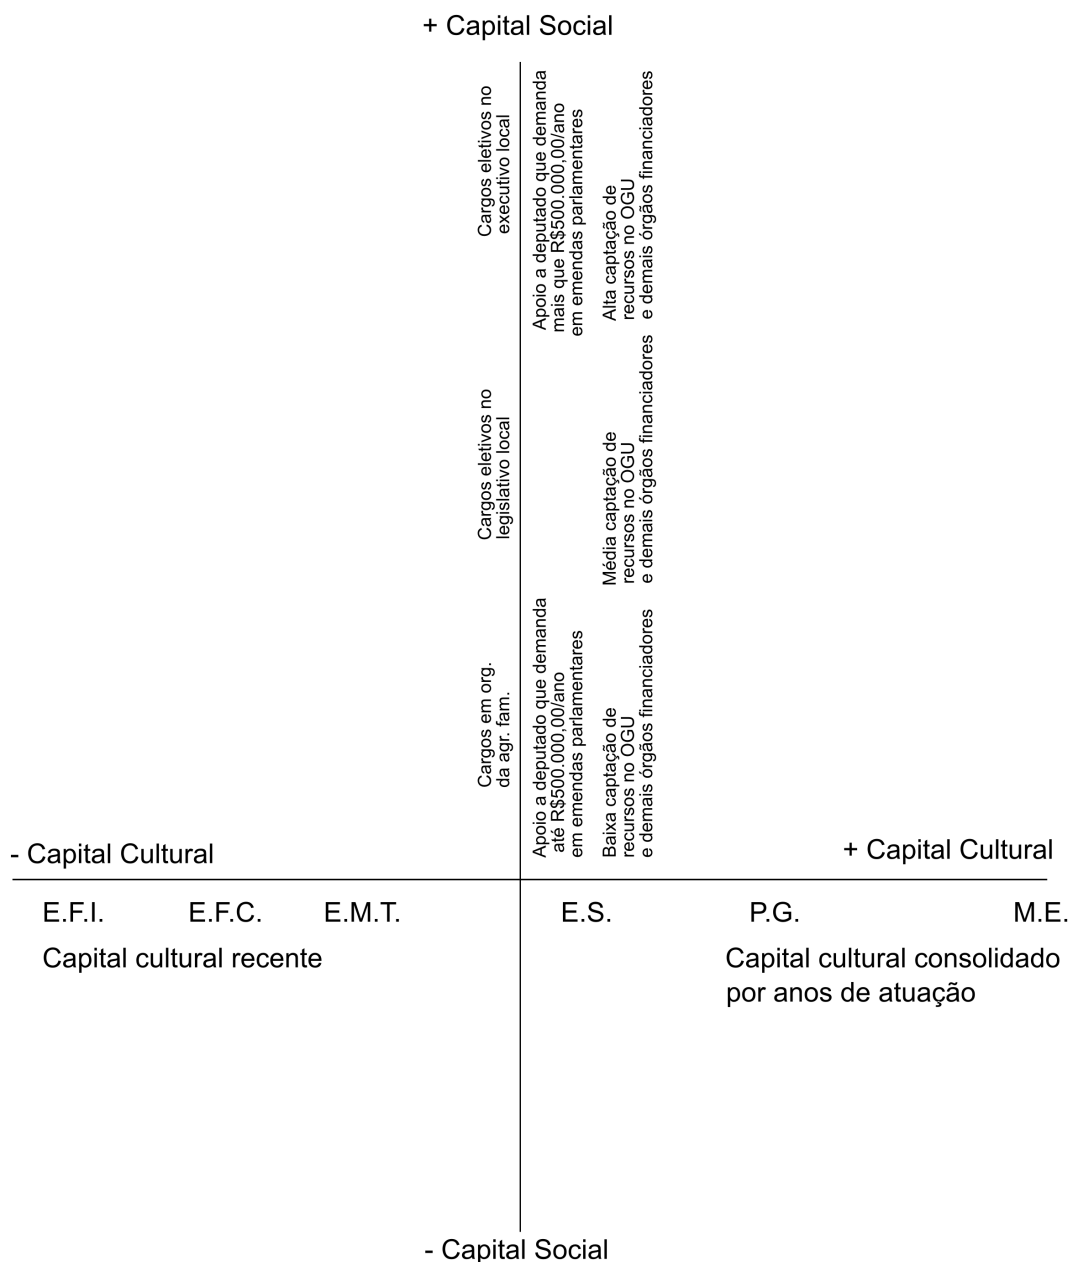 + Capital Social
Cargos eletivos no
executivo local
Apoio a deputado que demanda
mais que R$500.000,00/ano
em emendas parlamentares
Alta captação de
recursos no OGU
e demais órgãos financiadores
Cargos eletivos no
legislativo local
Média captação de
recursos no OGU
e demais órgãos financiadores
Cargos em org.
da agr. fam.
Apoio a deputado que demanda
até R$500.000,00/ano
em emendas parlamentares
Baixa captação de
recursos no OGU
e demais órgãos financiadores
- Capital Cultural
+ Capital Cultural
E.F.I.
E.F.C.
E.M.T.
E.S.
P.G.
M.E.
Capital cultural recente
Capital cultural consolidado
por anos de atuação
- Capital Social